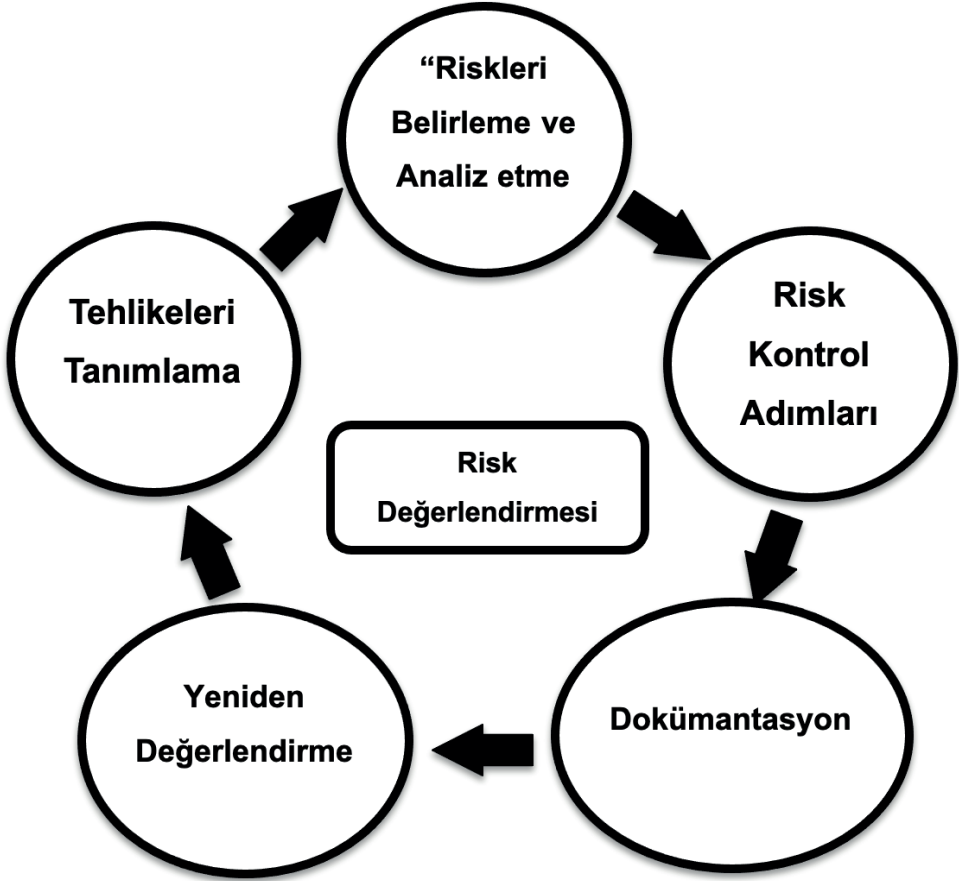 “Riskleri
Belirleme ve
Analiz etme
Tehlikeleri
Tanımlama
Risk
Kontrol
Adımları
Risk
Değerlendirmesi
Yeniden
Değerlendirme
Dokümantasyon